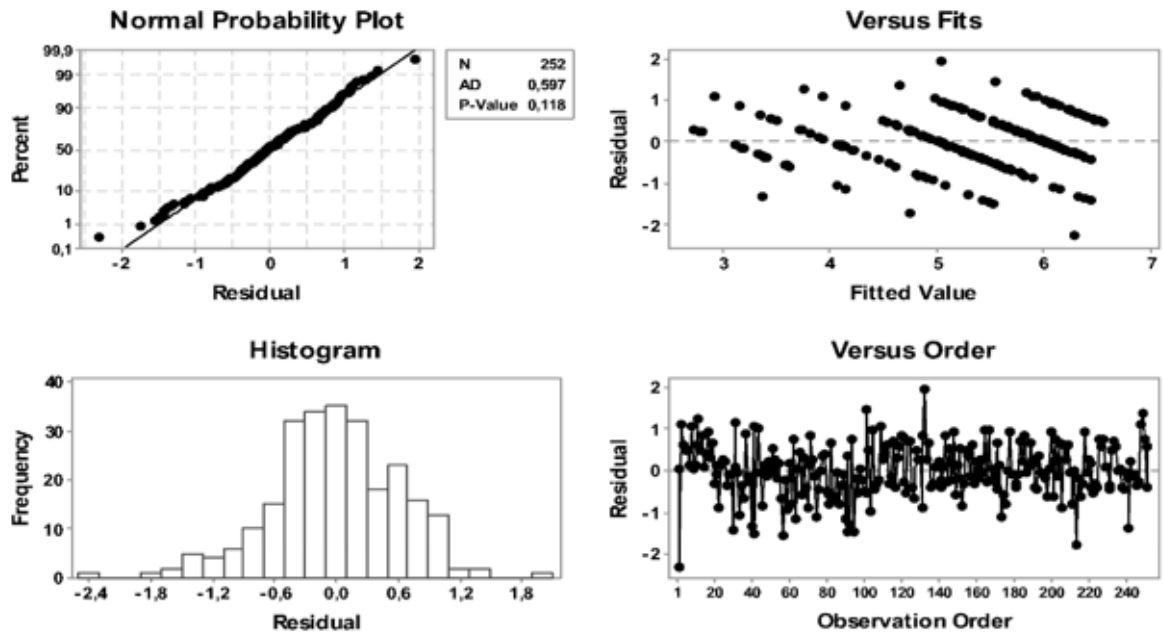 Normal Probability Plot
99,9
99
90
50
10
1
0,1
Percent
-2 -1 0 1 2
Residual
N 252
AD 0,597
P-Value 0,118
Versus Fits
2
1
0
-1
-2
Residual
3 4 5 6 7
Fitted Value
Histogram
40
30
20
10
0
Frequency
-2,4 -1,8 -1,2 -0,6 0,0 0,6 1,2 1,8
Residual
Versus Order
2
1
0
-1
-2
Residual
1 20 40 60 80 100 120 140 160 180 200 220 240
Observation Order